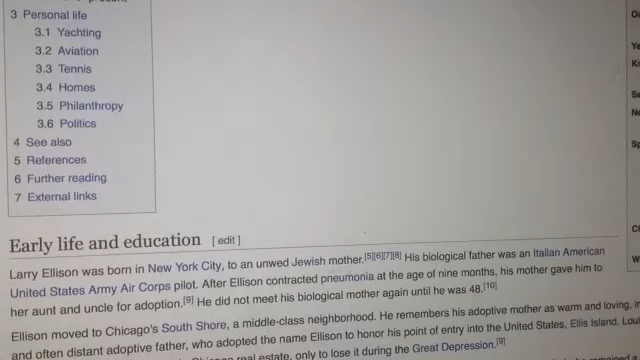 3 Personal life
3.1 Yachting
3.2 Aviation
3.3 Tennis
3.4 Homes
3.5 Philanthropy
3.6 Politics
4 See also
5 References
6 Further reading
7 External links
Early life and education [ edit ]
Larry Ellison was born in New York City, to an unwed Jewish mother.[5][6][7][8] His biological father was an Italian American
United States Army Air Corps pilot. After Ellison contracted pneumonia at the age of nine months, his mother gave him to
her aunt and uncle for adoption.[9] He did not meet his biological mother again until he was 48.[10]
Ellison moved to Chicago's South Shore, a middle-class neighborhood. He remembers his adoptive mother as warm and loving, in
and often distant adoptive father, who adopted the name Ellison to honor his point of entry into the United States, Ellis Island. Loui
Chicago real estate, only to lose it during the Great Depression.[9]